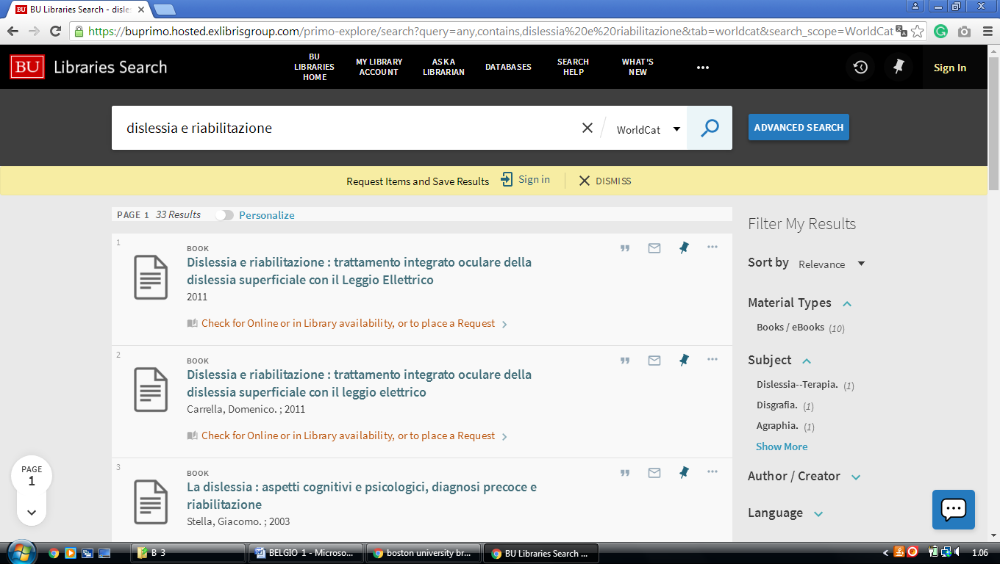 BU Libraries Search - disle
https://buprimo.hosted.exlibrisgroup.com/primo-explore/search?query=any,contains,dislessia%20e%20riabilitazione&tab=worldcat&search_scope=WorldCat
BU Libraries Search
BU LIBRARIES HOME
MY LIBRARY ACCOUNT
ASK A LIBRARIAN
DATABASES
SEARCH HELP
WHAT'S NEW
Sign In
dislessia e riabilitazione
WorldCat
ADVANCED SEARCH
Request Items and Save Results Sign in DISMISS
PAGE 1 33 Results Personalize
1
BOOK
Dislessia e riabilitazione : trattamento integrato oculare della
dislessia superficiale con il Leggio Ellettrico
2011
Check for Online or in Library availability, or to place a Request
2
BOOK
Dislessia e riabilitazione : trattamento integrato oculare della
dislessia superficiale con il leggio elettrico
Carrella, Domenico. ; 2011
Check for Online or in Library availability, or to place a Request
3
BOOK
La dislessia : aspetti cognitivi e psicologici, diagnosi precoce e
riabilitazione
Stella, Giacomo. ; 2003
Filter My Results
Sort by Relevance
Material Types
Books / eBooks (10)
Subject
Dislessia--Terapia. (1)
Disgrafia. (1)
Agraphia. (1)
Show More
Author / Creator
Language
PAGE
1
B 3
BELGIO 1 - Microso...
boston university br...
BU Libraries Search ...
1.06